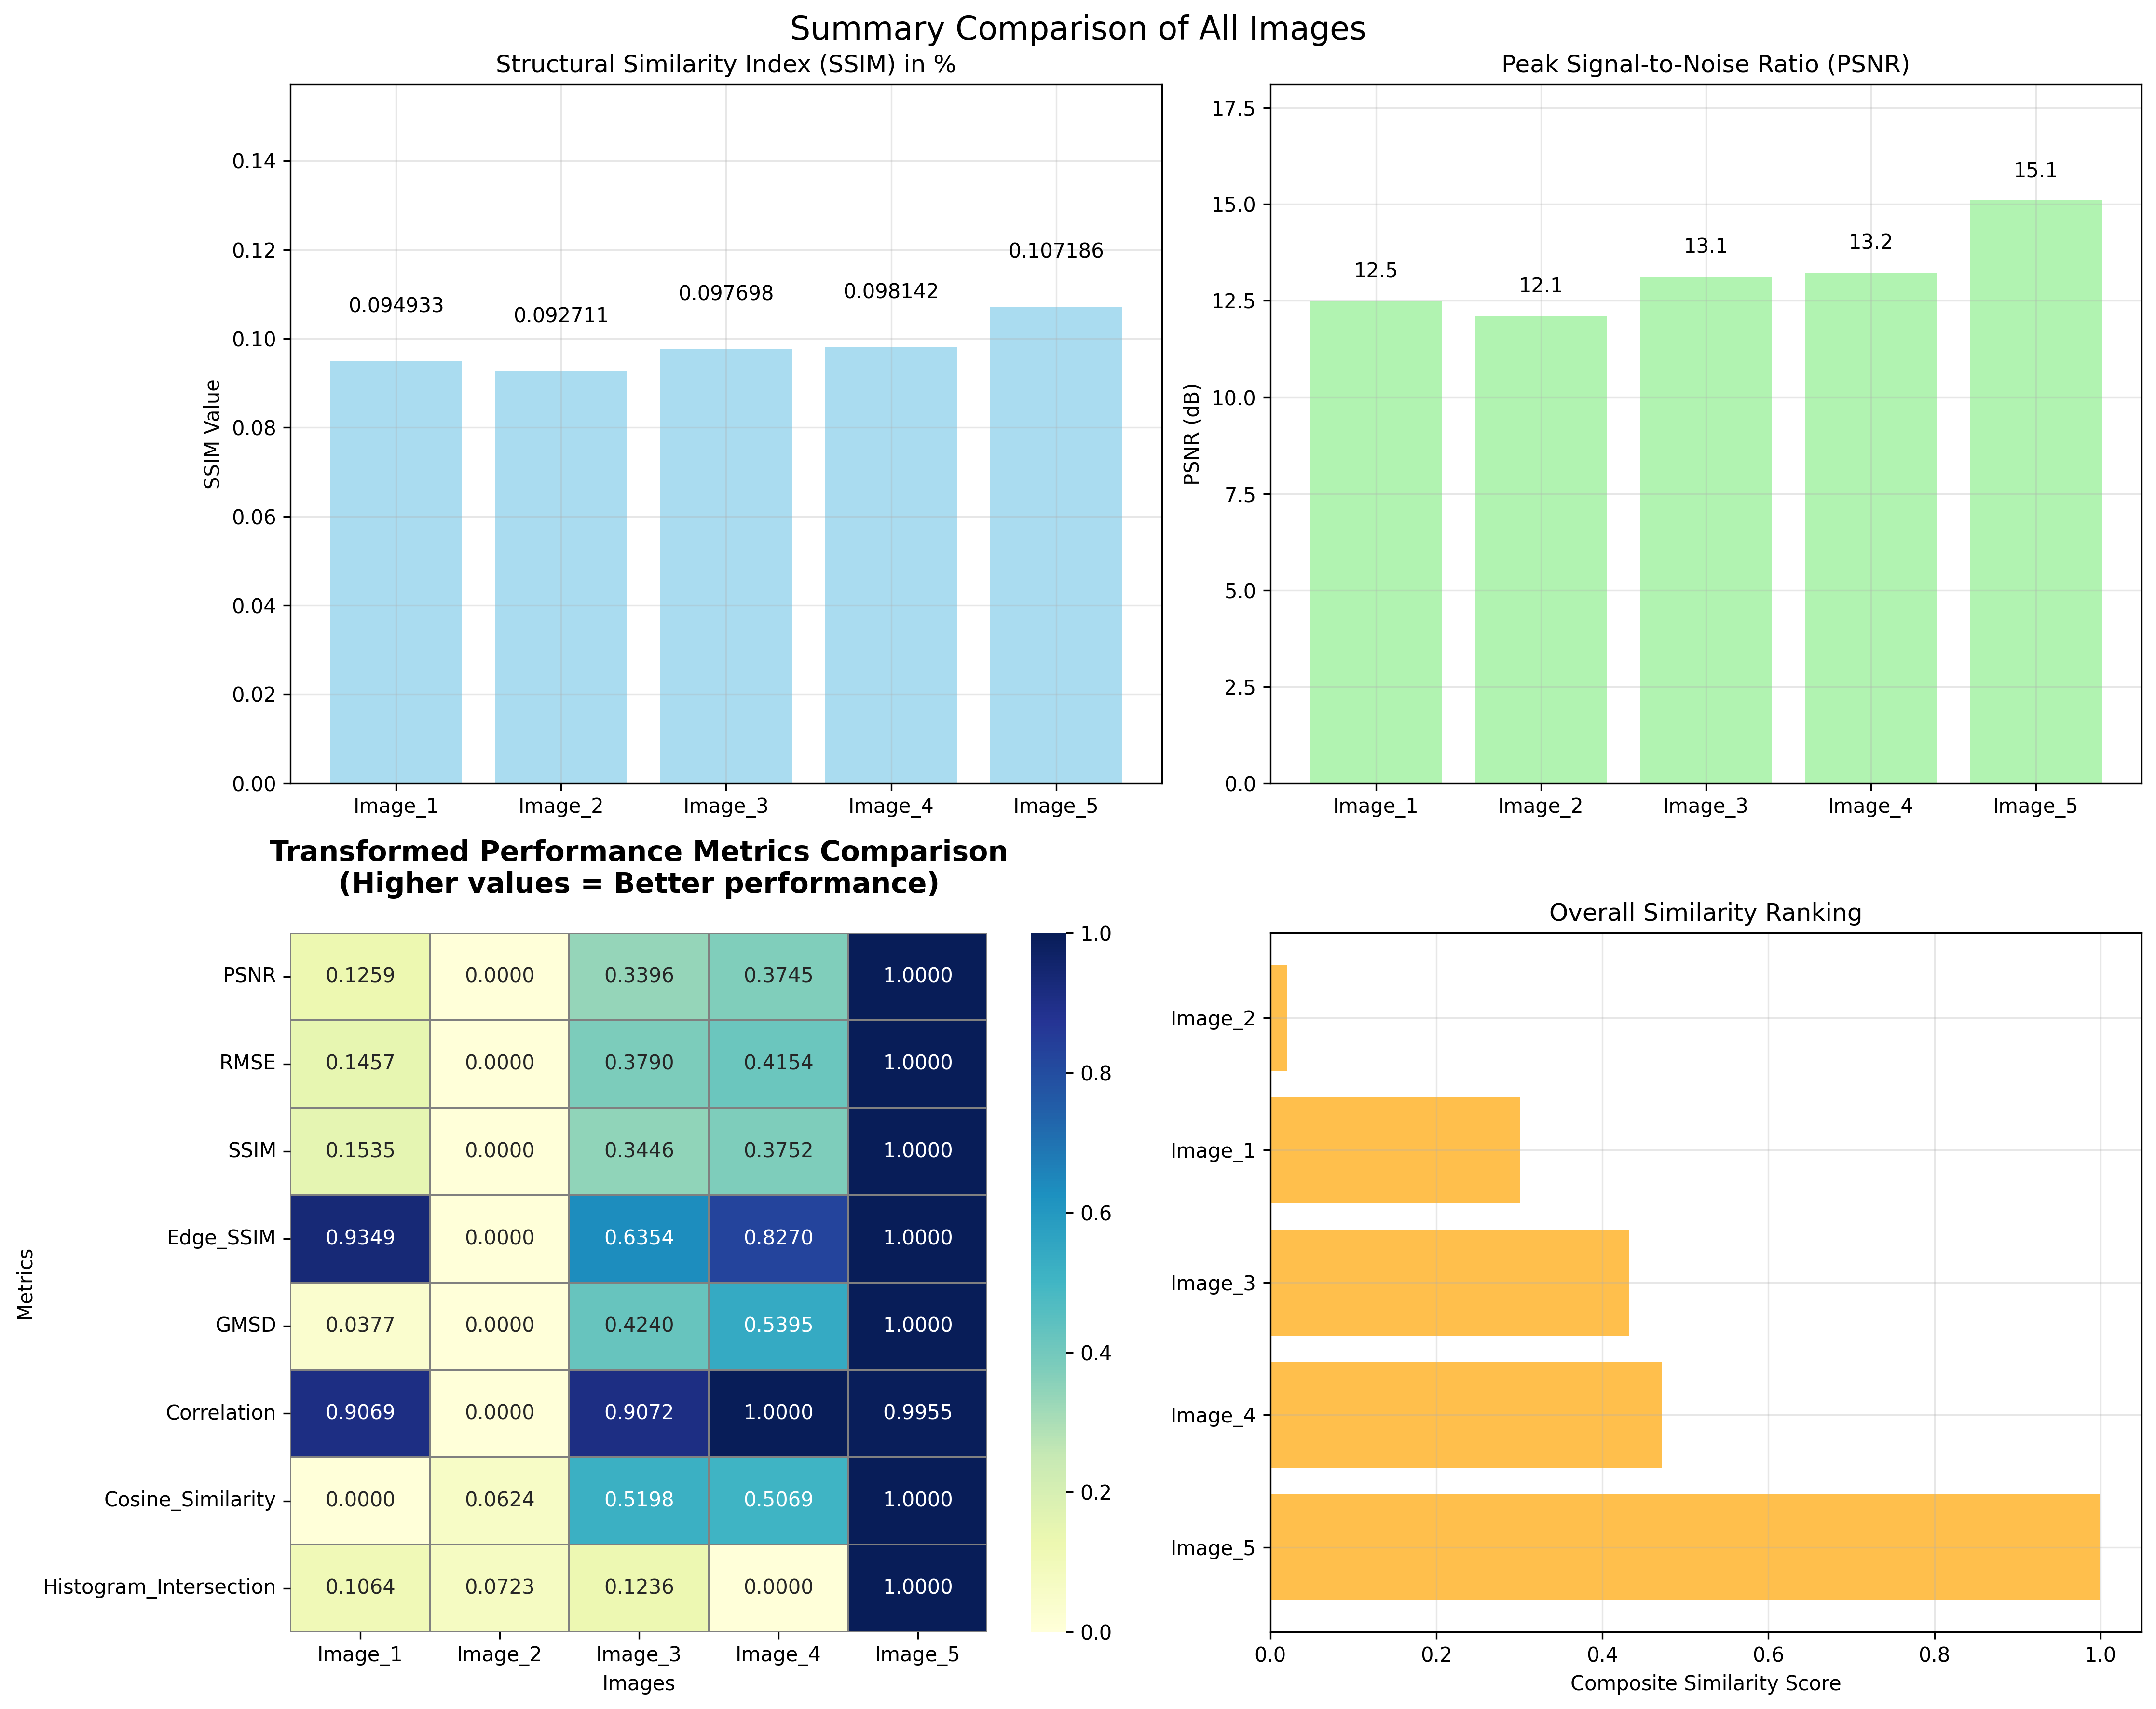 Summary Comparison of All Images
Structural Similarity Index (SSIM) in %
SSIM Value
0.14
0.12
0.10
0.08
0.06
0.04
0.02
0.00
0.094933
0.092711
0.097698
0.098142
0.107186
Image_1 Image_2 Image_3 Image_4 Image_5
Peak Signal-to-Noise Ratio (PSNR)
PSNR (dB)
17.5
15.0
12.5
10.0
7.5
5.0
2.5
0.0
12.5
12.1
13.1
13.2
15.1
Image_1 Image_2 Image_3 Image_4 Image_5
Transformed Performance Metrics Comparison
(Higher values = Better performance)
Metrics
PSNR 0.1259 0.0000 0.3396 0.3745 1.0000
RMSE 0.1457 0.0000 0.3790 0.4154 1.0000
SSIM 0.1535 0.0000 0.3446 0.3752 1.0000
Edge_SSIM 0.9349 0.0000 0.6354 0.8270 1.0000
GMSD 0.0377 0.0000 0.4240 0.5395 1.0000
Correlation 0.9069 0.0000 0.9072 1.0000 0.9955
Cosine_Similarity 0.0000 0.0624 0.5198 0.5069 1.0000
Histogram_Intersection 0.1064 0.0723 0.1236 0.0000 1.0000
Image_1 Image_2 Image_3 Image_4 Image_5
Images
1.0
0.8
0.6
0.4
0.2
0.0
Overall Similarity Ranking
Image_2
Image_1
Image_3
Image_4
Image_5
0.0 0.2 0.4 0.6 0.8 1.0
Composite Similarity Score